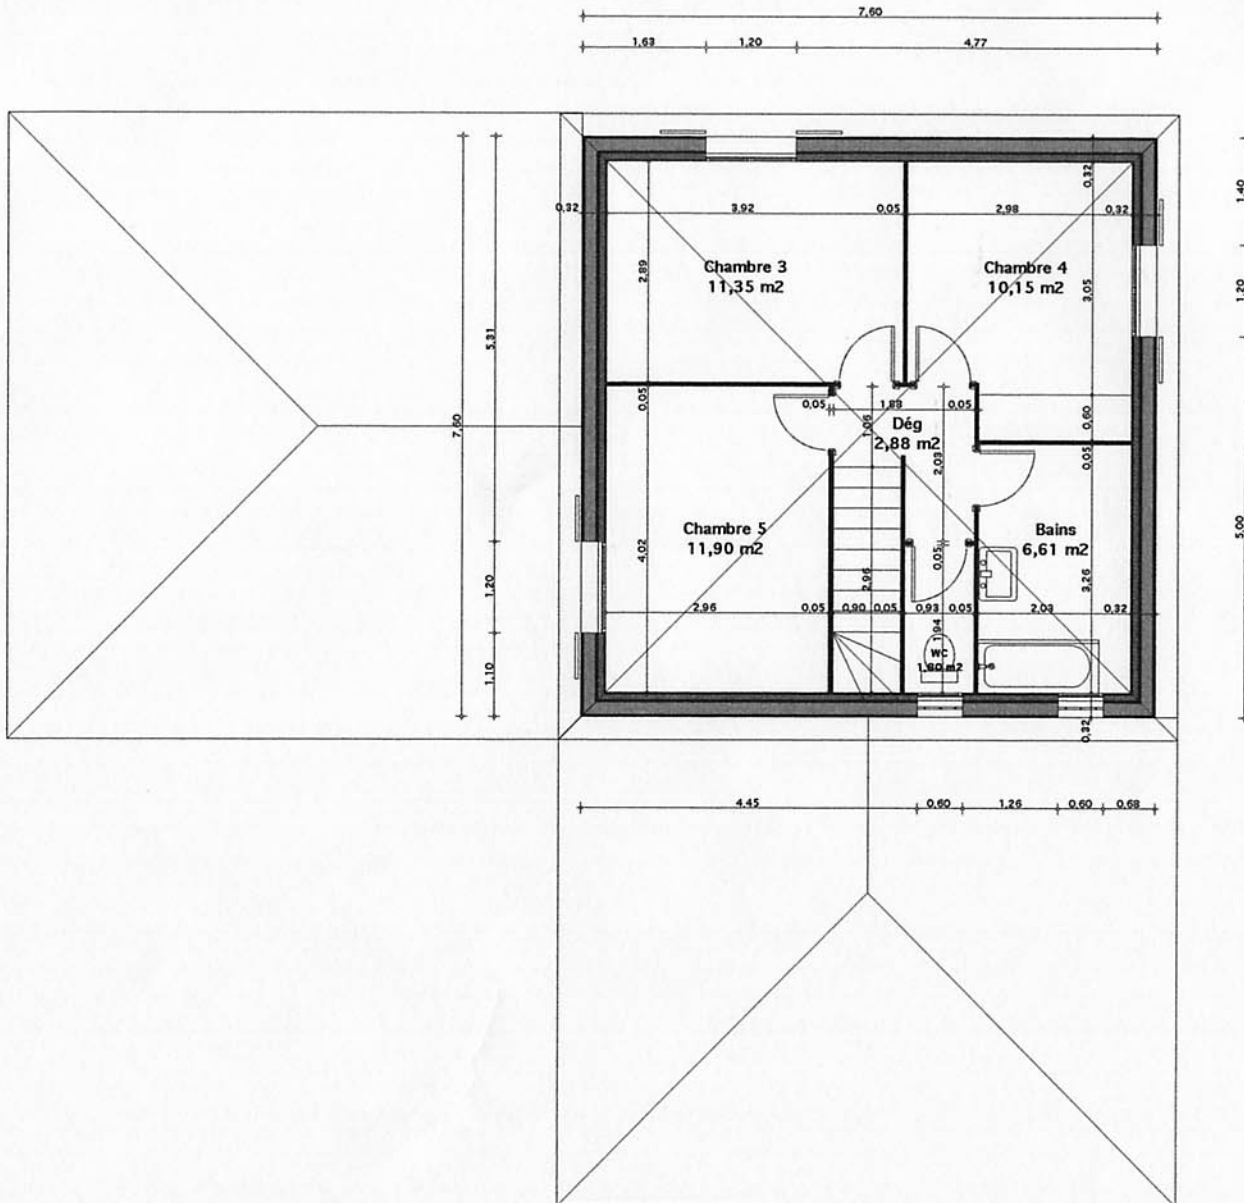 7,60
1,63 1,20 4,77
0,32 3,92 0,05 2,98 0,32
0,32
1,40
Chambre 3
11,35 m2
2,89
Chambre 4
10,15 m2
3,05
1,20
5,31
7,60
0,05
0,05 1,88 0,05
1,06
Dég
2,88 m2
2,03
0,60
0,05
Chambre 5
11,90 m2
4,02
Bains
6,61 m2
5,00
0,05
3,26
1,20
2,96
2,96 0,05 0,90 0,05 0,93 0,05 2,03 0,32
1,94
wc
1,80 m2
1,10
0,32
4,45 0,60 1,26 0,60 0,68